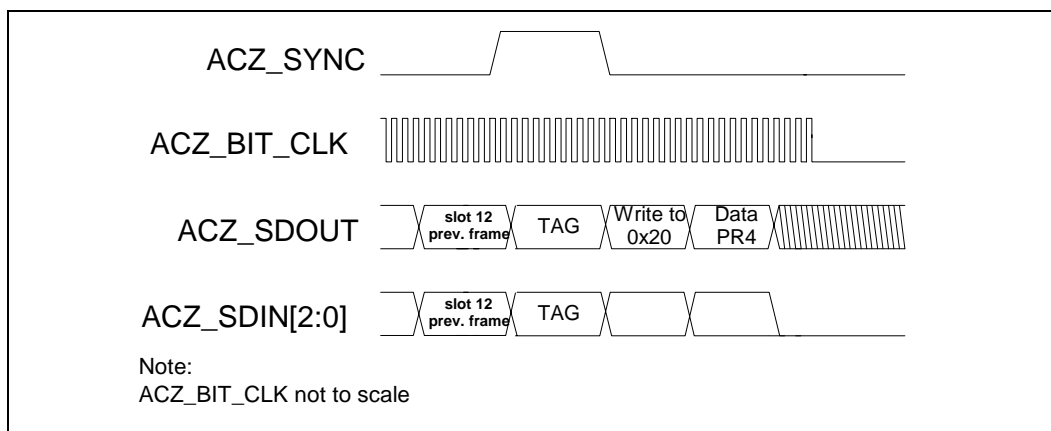 ACZ_SYNC
ACZ_BIT_CLK
ACZ_SDOUT
slot 12
prev. frame
TAG
Write to
0x20
Data
PR4
ACZ_SDIN[2:0]
slot 12
prev. frame
TAG
Note:
ACZ_BIT_CLK not to scale